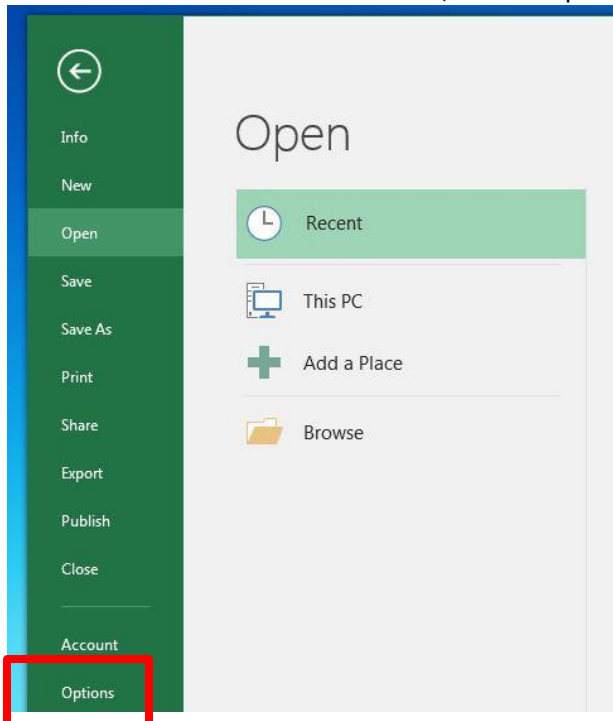 Info
New
Open
Save
Save As
Print
Share
Export
Publish
Close
Account
Options
Open
Recent
This PC
Add a Place
Browse